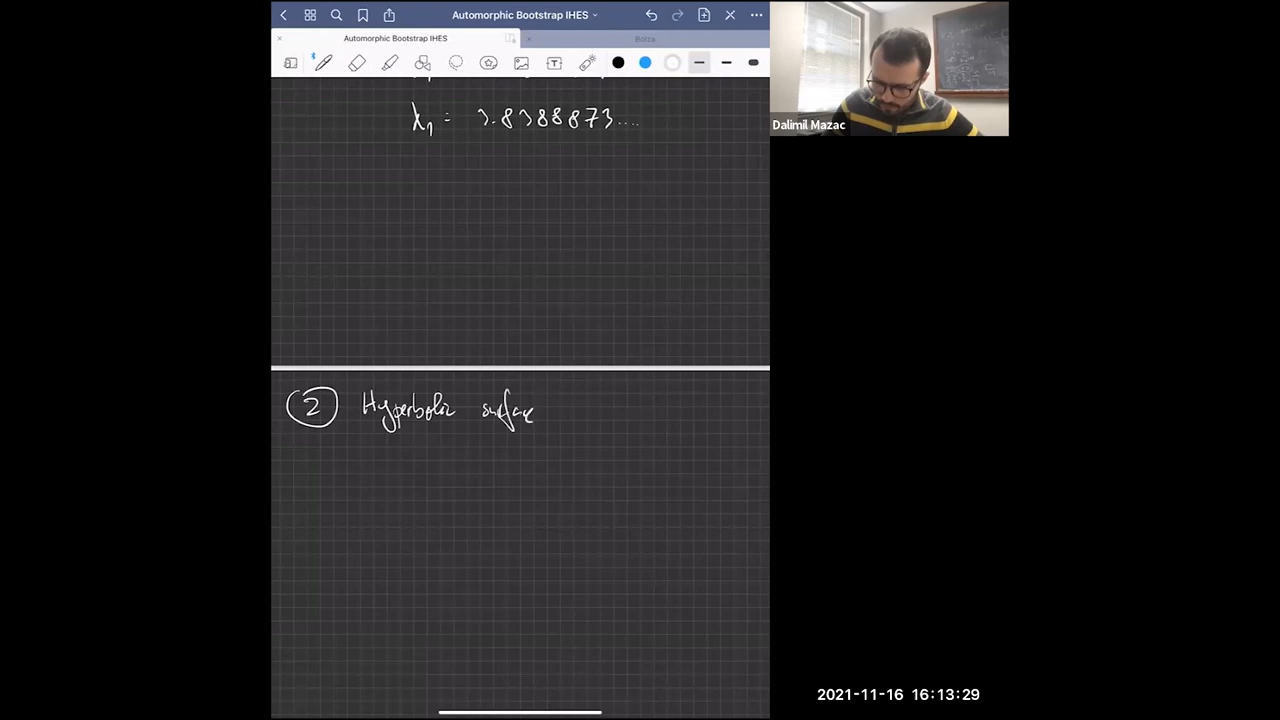 Automorphic Bootstrap IHES
Automorphic Bootstrap IHES
Bolza
λ₁ = 3.8388873....
② Hyperbolic surface
Dalimil Mazac
2021-11-16 16:13:29